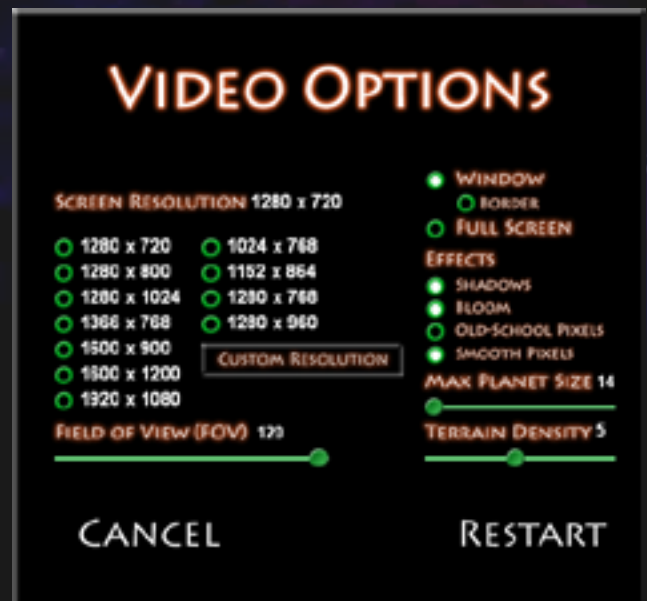 VIDEO OPTIONS
SCREEN RESOLUTION 1280 x 720
1280 x 720
1280 x 800
1280 x 1024
1366 x 768
1600 x 900
1600 x 1200
1920 x 1080
1024 x 768
1152 x 864
1280 x 768
1280 x 960
CUSTOM RESOLUTION
FIELD OF VIEW (FOV) 120
WINDOW
BORDER
FULL SCREEN
EFFECTS
SHADOWS
BLOOM
OLD-SCHOOL PIXELS
SMOOTH PIXELS
MAX PLANET SIZE 14
TERRAIN DENSITY 5
CANCEL
RESTART